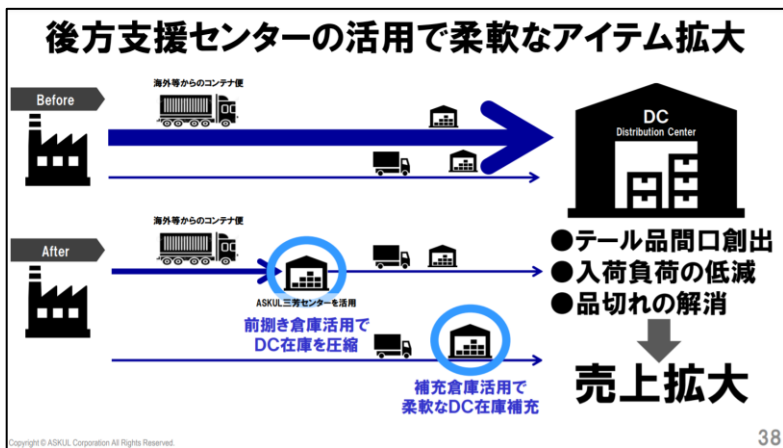 後方支援センターの活用で柔軟なアイテム拡大
Before
海外等からのコンテナ便
DC
Distribution Center
After
海外等からのコンテナ便
ASKUL三芳センターを活用
前捌き倉庫活用で
DC在庫を圧縮
補充倉庫活用で
柔軟なDC在庫補充
●テール品間口創出
●入荷負荷の低減
●品切れの解消
売上拡大
Copyright © ASKUL Corporation All Rights Reserved.
38